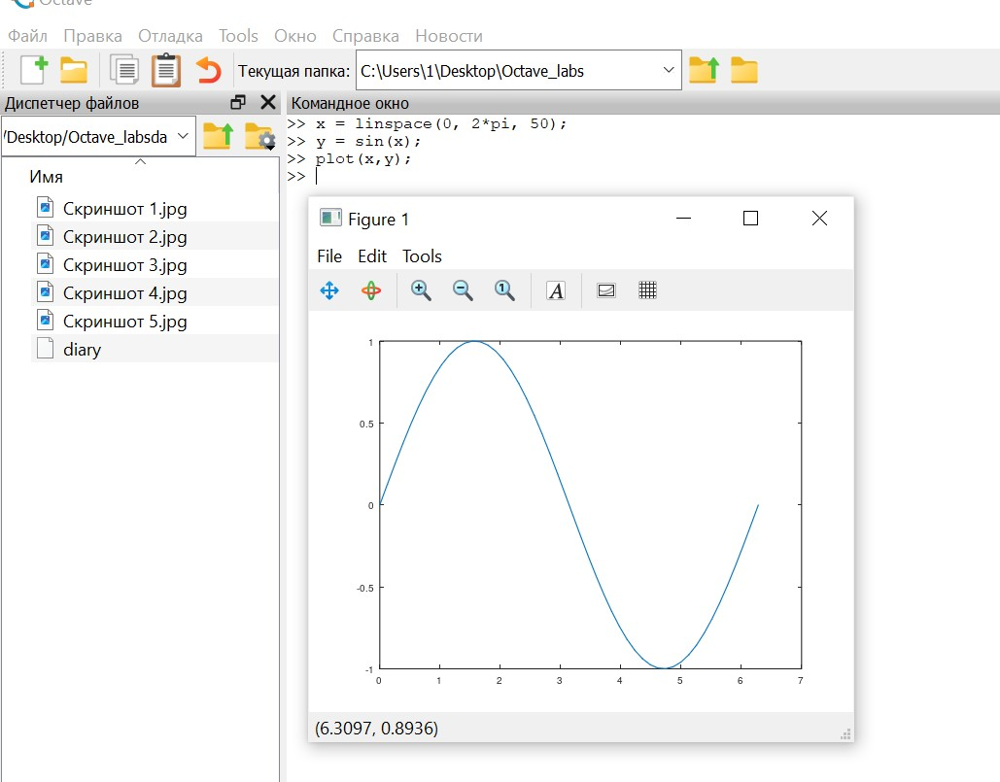 Octave
Файл Правка Отладка Tools Окно Справка Новости
Текущая папка: C:\Users\1\Desktop\Octave_labs
Диспетчер файлов
/Desktop/Octave_labsda
Имя
Скриншот 1.jpg
Скриншот 2.jpg
Скриншот 3.jpg
Скриншот 4.jpg
Скриншот 5.jpg
diary
Командное окно
>> x = linspace(0, 2*pi, 50);
>> y = sin(x);
>> plot(x,y);
>>
Figure 1
File Edit Tools
1
A
1
0.5
0
-0.5
-1
0 1 2 3 4 5 6 7
(6.3097, 0.8936)